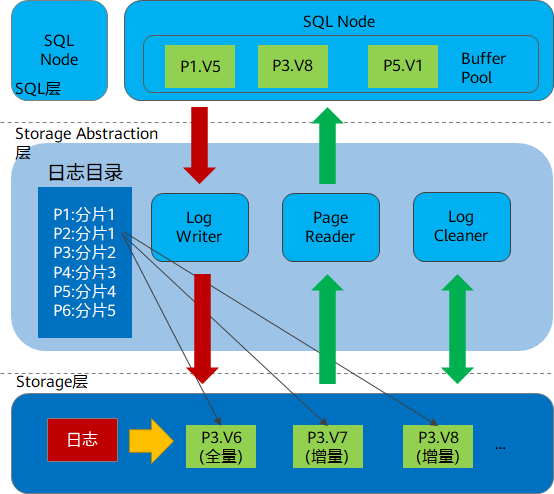 SQL
Node
SQL层
SQL Node
P1.V5
P3.V8
P5.V1
Buffer
Pool
Storage Abstraction
层
日志目录
P1:分片1
P2:分片1
P3:分片2
P4:分片3
P5:分片4
P6:分片5
Log
Writer
Page
Reader
Log
Cleaner
Storage层
日志
P3.V6
(全量)
P3.V7
(增量)
P3.V8
(增量)
...